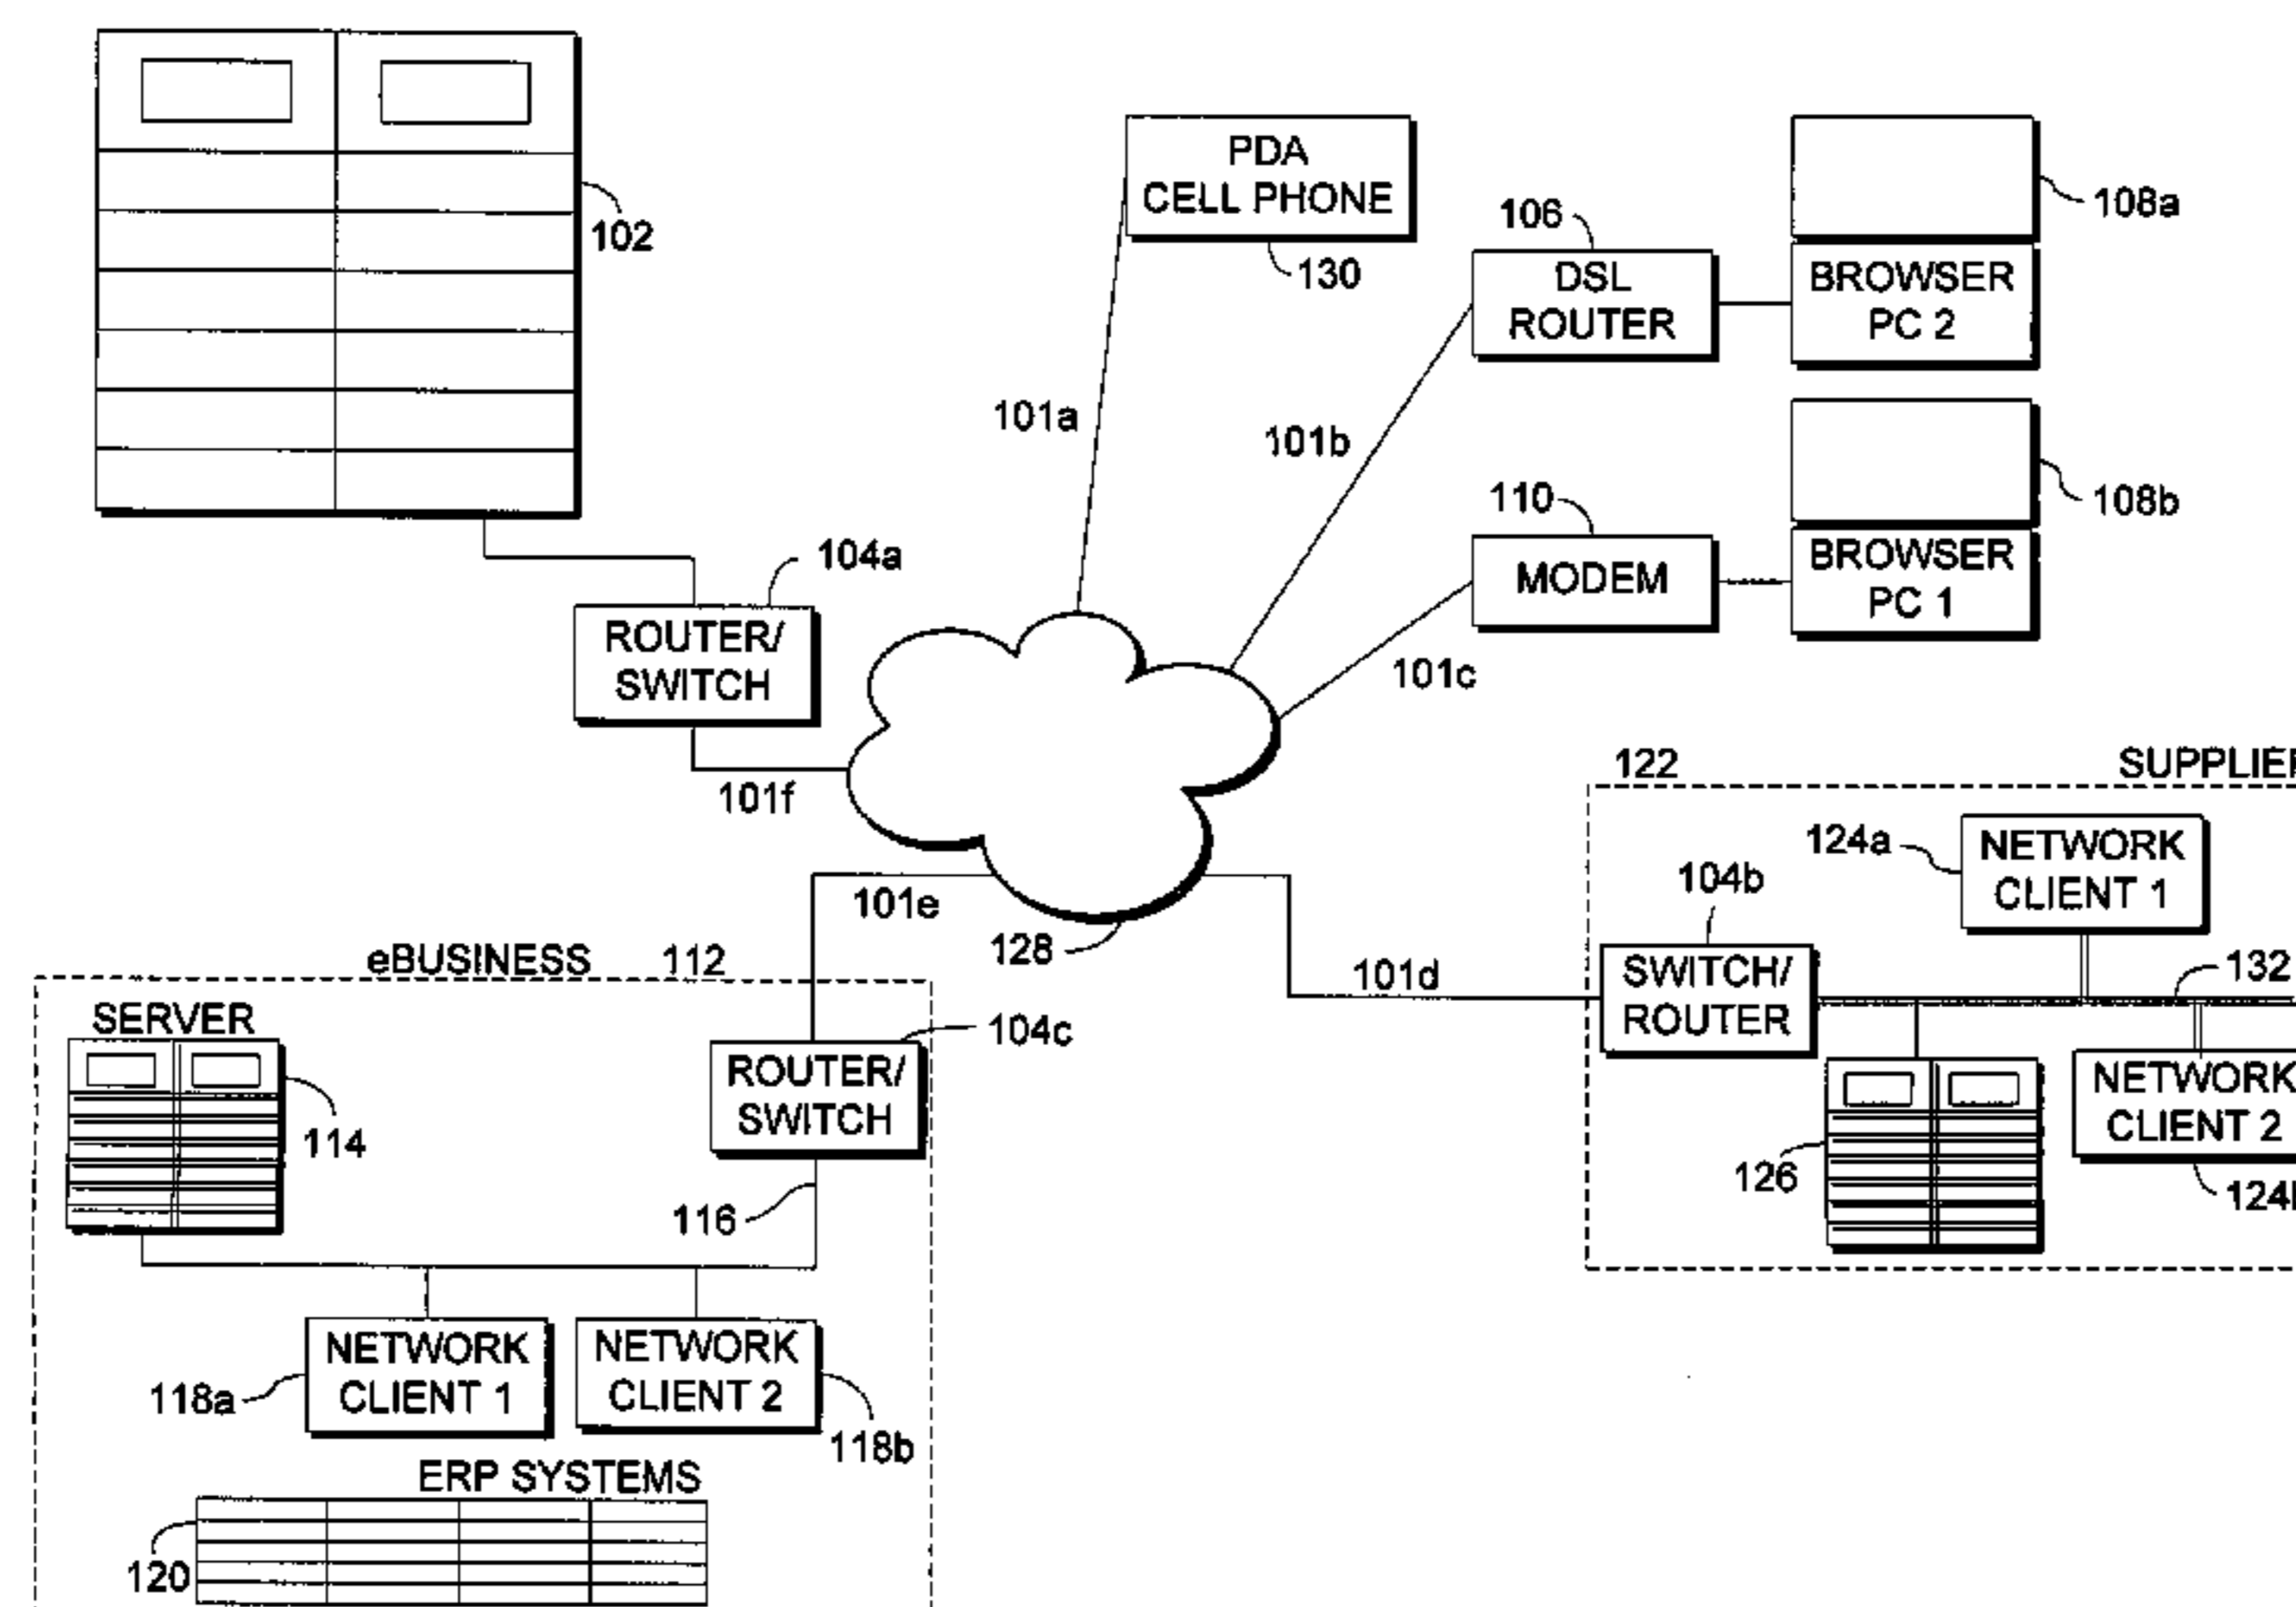 PDA
CELL PHONE
130
102
106
DSL
ROUTER
BROWSER
PC 2
108a
101a
101b
110
MODEM
BROWSER
PC 1
108b
104a
ROUTER/
SWITCH
101c
101f
122
SUPPLIER
124a
NETWORK
CLIENT 1
104b
SWITCH/
ROUTER
132
101e
128
101d
NETWORK
CLIENT 2
126
124
eBUSINESS
112
SERVER
114
104c
ROUTER/
SWITCH
116
NETWORK
CLIENT 1
NETWORK
CLIENT 2
118a
118b
ERP SYSTEMS
120